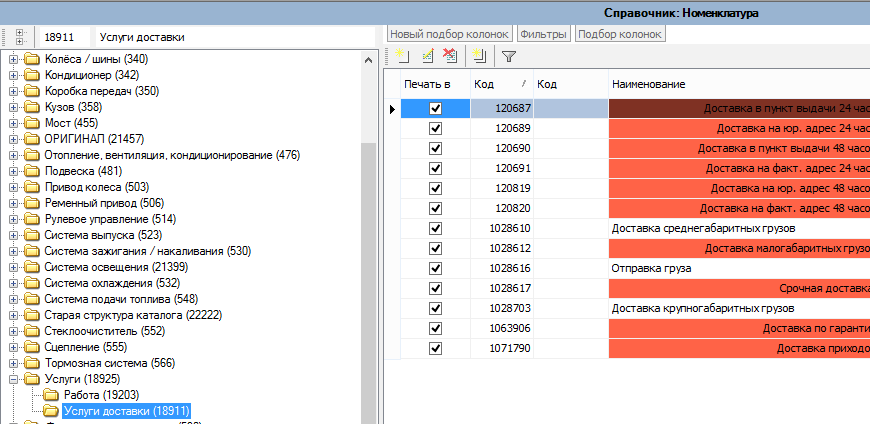 Справочник: Номенклатура
18911 Услуги доставки
Новый подбор колонок Фильтры Подбор колонок
Колёса / шины (340)
Кондиционер (342)
Коробка передач (350)
Кузов (358)
Мост (455)
ОРИГИНАЛ (21457)
Отопление, вентиляция, кондиционирование (476)
Подвеска (481)
Привод колеса (503)
Ременный привод (506)
Рулевое управление (514)
Система выпуска (523)
Система зажигания / накаливания (530)
Система освещения (21399)
Система охлаждения (532)
Система подачи топлива (548)
Старая структура каталога (22222)
Стеклоочиститель (552)
Сцепление (555)
Тормозная система (566)
Услуги (18925)
Работа (19203)
Услуги доставки (18911)
Печать в Код Код Наименование
120687 Доставка в пункт выдачи 24 час
120689 Доставка на юр. адрес 24 час
120690 Доставка в пункт выдачи 48 часо
120691 Доставка на факт. адрес 24 час
120819 Доставка на юр. адрес 48 часо
120820 Доставка на факт. адрес 48 часо
1028610 Доставка среднегабаритных грузов
1028612 Доставка малогабаритных грузо
1028616 Отправка груза
1028617 Срочная доставка
1028703 Доставка крупногабаритных грузов
1063906 Доставка по гаранти
1071790 Доставка приходо